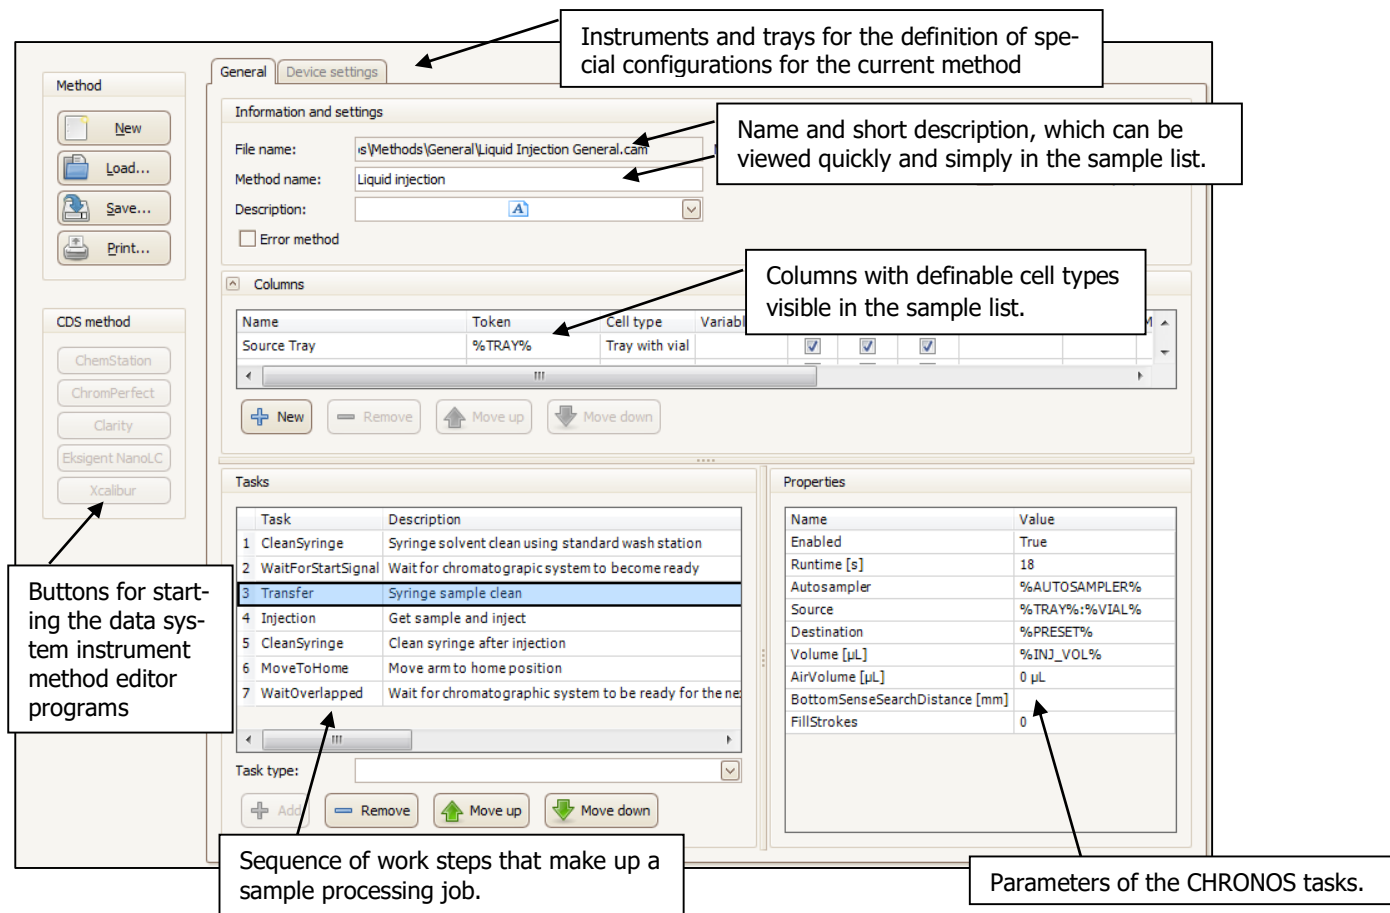 Instruments and trays for the definition of spe-
cial configurations for the current method
General
Device settings
Method
New
Load...
Save...
Print...
Information and settings
File name:
s\Methods\General\Liquid Injection General.cam
Name and short description, which can be
viewed quickly and simply in the sample list.
Method name:
Liquid injection
Description:
A
Error method
Columns
Columns with definable cell types
visible in the sample list.
Name Token Cell type Variabl M
Source Tray %TRAY% Tray with vial
New
Remove
Move up
Move down
CDS method
ChemStation
ChromPerfect
Clarity
Eksigent NanoLC
Xcalibur
Buttons for start-
ing the data sys-
tem instrument
method editor
programs
Tasks
Task Description
1 CleanSyringe Syringe solvent clean using standard wash station
2 WaitForStartSignal Wait for chromatograpic system to become ready
3 Transfer Syringe sample clean
4 Injection Get sample and inject
5 CleanSyringe Clean syringe after injection
6 MoveToHome Move arm to home position
7 WaitOverlapped Wait for chromatographic system to be ready for the ne
Task type:
Add
Remove
Move up
Move down
Sequence of work steps that make up a
sample processing job.
Properties
Name Value
Enabled True
Runtime [s] 18
Autosampler %AUTOSAMPLER%
Source %TRAY%:%VIAL%
Destination %PRESET%
Volume [µL] %INJ_VOL%
AirVolume [µL] 0 µL
BottomSenseSearchDistance [mm]
FillStrokes 0
Parameters of the CHRONOS tasks.